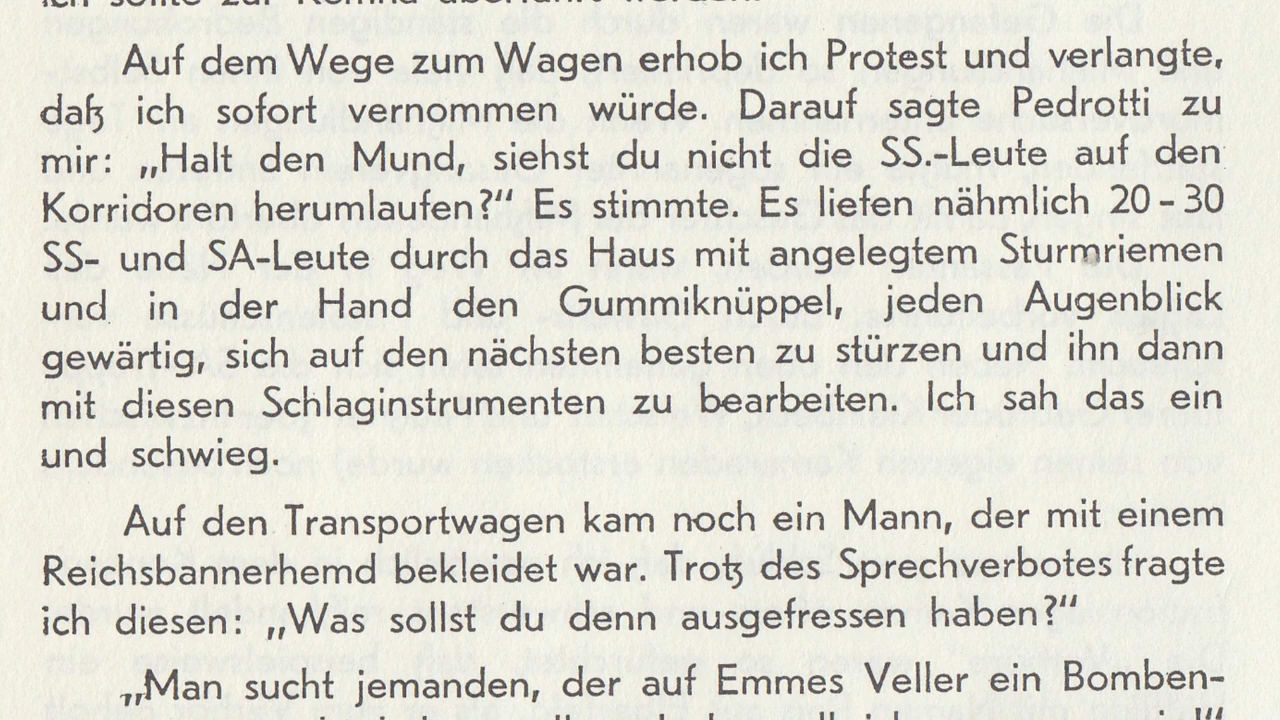 ich sollte zur Kemna überführt werden.
Auf dem Wege zum Wagen erhob ich Protest und verlangte,
daß ich sofort vernommen würde. Darauf sagte Pedrotti zu
mir: „Halt den Mund, siehst du nicht die SS.-Leute auf den
Korridoren herumlaufen?“ Es stimmte. Es liefen nähmlich 20-30
SS- und SA-Leute durch das Haus mit angelegtem Sturmriemen
und in der Hand den Gummiknüppel, jeden Augenblick
gewärtig, sich auf den nächsten besten zu stürzen und ihn dann
mit diesen Schlaginstrumenten zu bearbeiten. Ich sah das ein
und schwieg.
Auf den Transportwagen kam noch ein Mann, der mit einem
Reichsbannerhemd bekleidet war. Trotz des Sprechverbotes fragte
ich diesen: „Was sollst du denn ausgefressen haben?“
„Man sucht jemanden, der auf Emmes Veller ein Bomben-